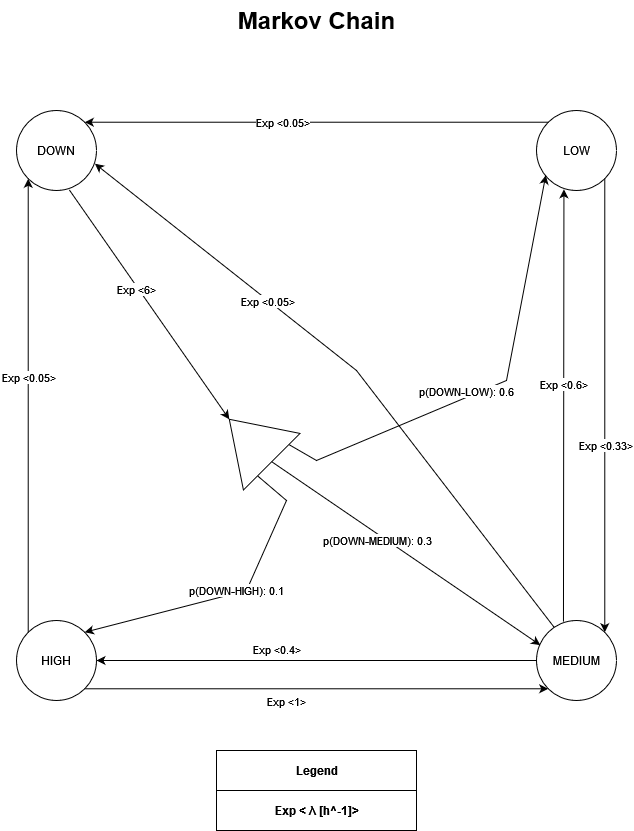 Markov Chain
Exp <0.05>
DOWN
LOW
Exp <6>
Exp <0.05>
Exp <0.05>
Exp <0.6>
p(DOWN-LOW): 0.6
Exp <0.33>
p(DOWN-MEDIUM): 0.3
p(DOWN-HIGH): 0.1
Exp <0.4>
HIGH
MEDIUM
Exp <1>
Legend
Exp < λ [h^-1]>